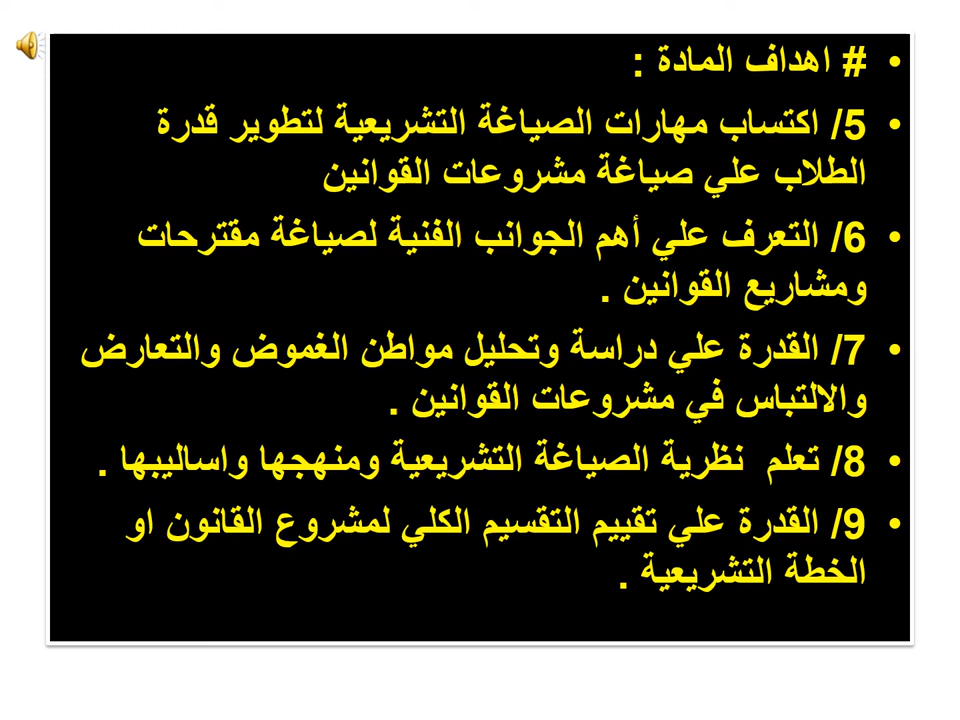 • # اهداف المادة :
• 5/ اكتساب مهارات الصياغة التشريعية لتطوير قدرة
الطلاب علي صياغة مشروعات القوانين
• 6/ التعرف علي أهم الجوانب الفنية لصياغة مقترحات
ومشاريع القوانين .
• 7/ القدرة علي دراسة وتحليل مواطن الغموض والتعارض
والالتباس في مشروعات القوانين .
• 8/ تعلم نظرية الصياغة التشريعية ومنهجها واساليبها .
• 9/ القدرة علي تقييم التقسيم الكلي لمشروع القانون او
الخطة التشريعية .